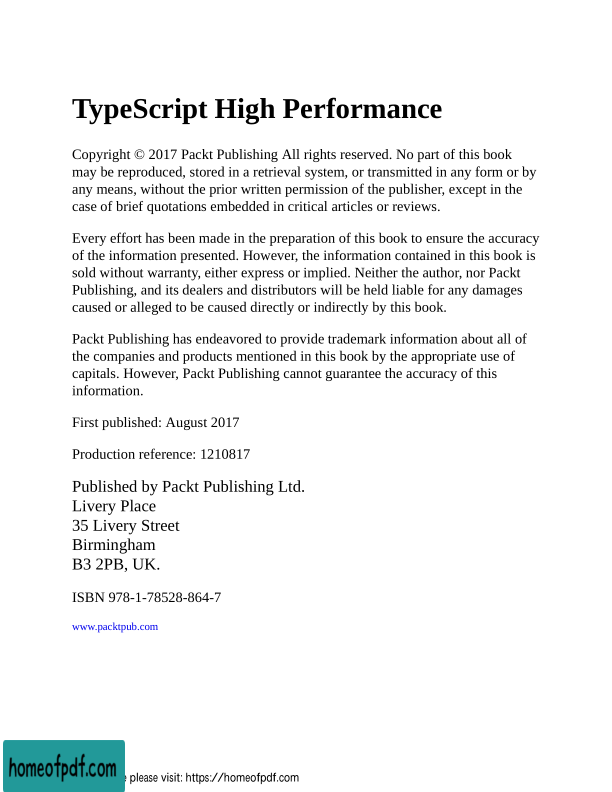 TypeScript High Performance
Copyright © 2017 Packt Publishing All rights reserved. No part of this book
may be reproduced, stored in a retrieval system, or transmitted in any form or by
any means, without the prior written permission of the publisher, except in the
case of brief quotations embedded in critical articles or reviews.
Every effort has been made in the preparation of this book to ensure the accuracy
of the information presented. However, the information contained in this book is
sold without warranty, either express or implied. Neither the author, nor Packt
Publishing, and its dealers and distributors will be held liable for any damages
caused or alleged to be caused directly or indirectly by this book.
Packt Publishing has endeavored to provide trademark information about all of
the companies and products mentioned in this book by the appropriate use of
capitals. However, Packt Publishing cannot guarantee the accuracy of this
information.
First published: August 2017
Production reference: 1210817
Published by Packt Publishing Ltd.
Livery Place
35 Livery Street
Birmingham
B3 2PB, UK.
ISBN 978-1-78528-864-7
www.packtpub.com
homeofpdf.com
please visit: https://homeofpdf.com